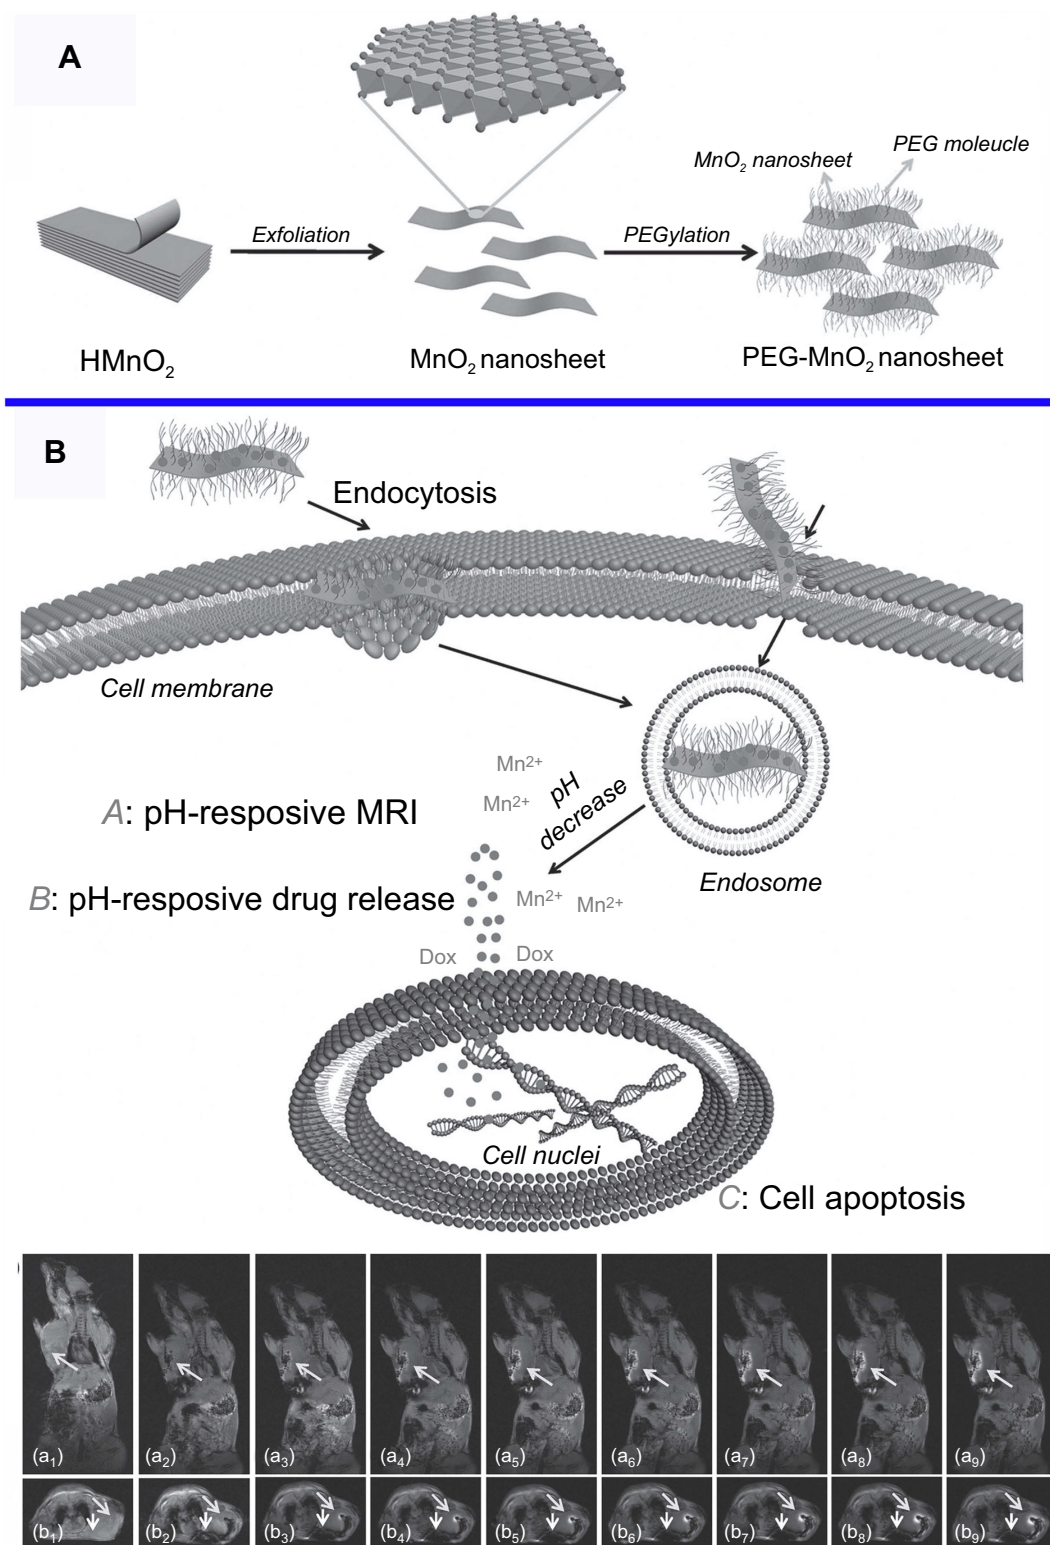 A
MnO2 nanosheet
PEG moleucle
Exfoliation
PEGylation
HMnO2
MnO2 nanosheet
PEG-MnO2 nanosheet
B
Endocytosis
Cell membrane
Mn2+
Mn2+
pH
decrease
A: pH-resposive MRI
Endosome
B: pH-resposive drug release
Mn2+
Mn2+
Dox
Dox
Cell nuclei
C: Cell apoptosis
(a1) (a2) (a3) (a4) (a5) (a6) (a7) (a8) (a9)
(b1) (b2) (b3) (b4) (b5) (b6) (b7) (b8) (b9)